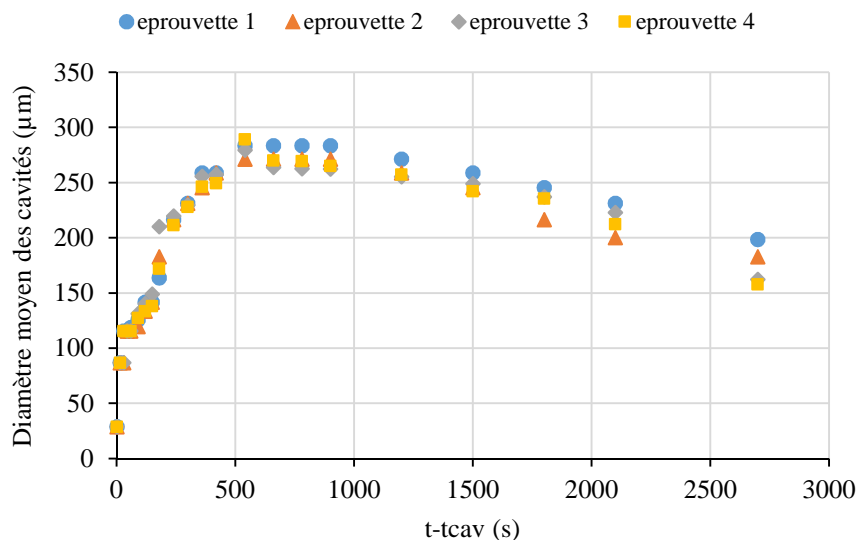 eprouvette 1 eprouvette 2 eprouvette 3 eprouvette 4
350
300
250
200
150
100
50
0
Diamètre moyen des cavités (µm)
0 500 1000 1500 2000 2500 3000
t-tcav (s)